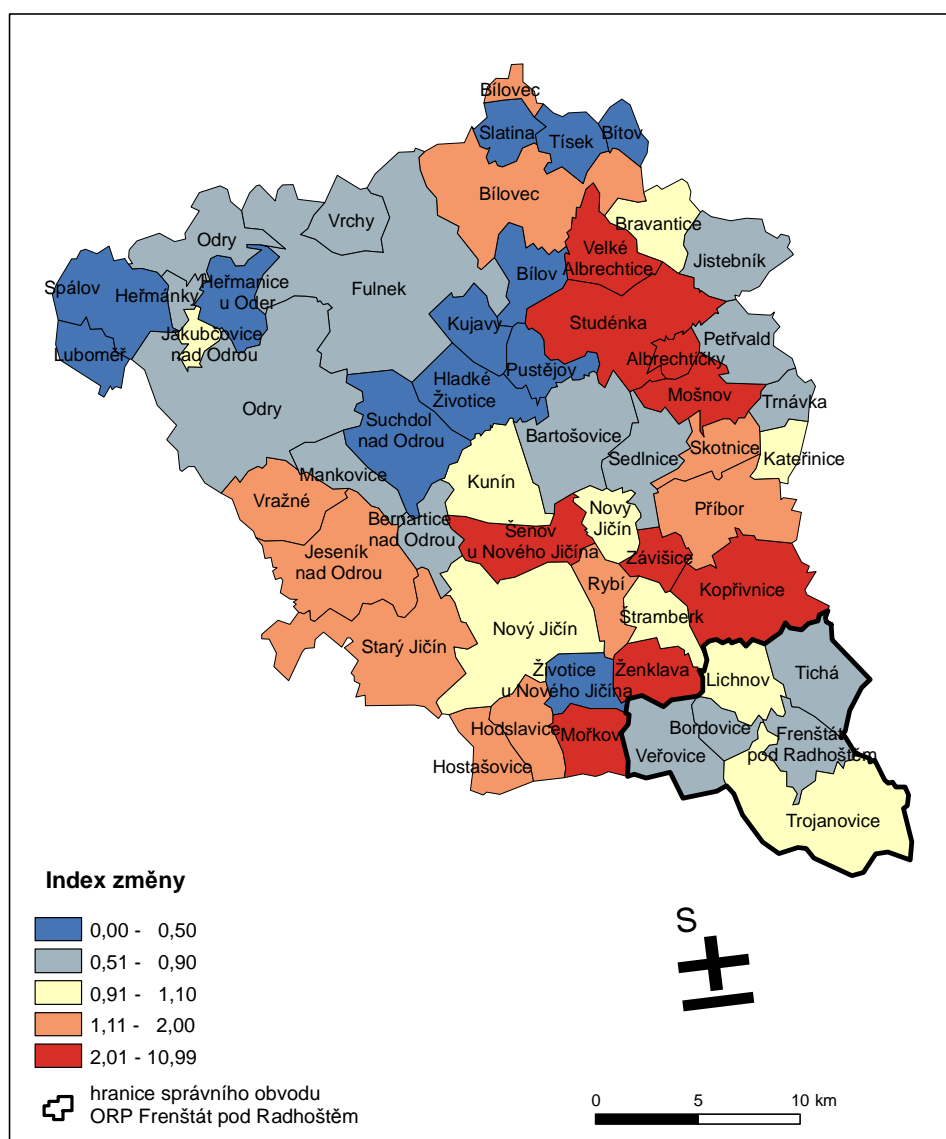 Bílovec
Slatina
Tísek
Bítov
Bílovec
Bravantice
Vrchy
Odry
Velké
Albrechtice
Jistebník
Spálov
Heřmánky
Heřmanice
u Oder
Fulnek
Bílov
Kujavy
Studénka
Jakubčovice
nad Odrou
Petřvald
Luboměř
Albrechtičky
Pustějov
Hladké
Životice
Mošnov
Trnávka
Odry
Suchdol
nad Odrou
Bartošovice
Skotnice
Sedlnice
Kateřinice
Mankovice
Kunín
Vražné
Nový
Jičín
Příbor
Bernartice
nad Odrou
Šenov
u Nového Jičína
Jeseník
nad Odrou
Závišice
Rybí
Kopřivnice
Štramberk
Nový Jičín
Starý Jičín
Životice
u Nového Jičína
Ženklava
Lichnov
Tichá
Hodslavice
Mořkov
Bordovice
Frenštát
pod Radhoštěm
Veřovice
Hostašovice
Trojanovice
Index změny
0,00 - 0,50
0,51 - 0,90
0,91 - 1,10
1,11 - 2,00
2,01 - 10,99
hranice správního obvodu
ORP Frenštát pod Radhoštěm
S
0 5 10 km